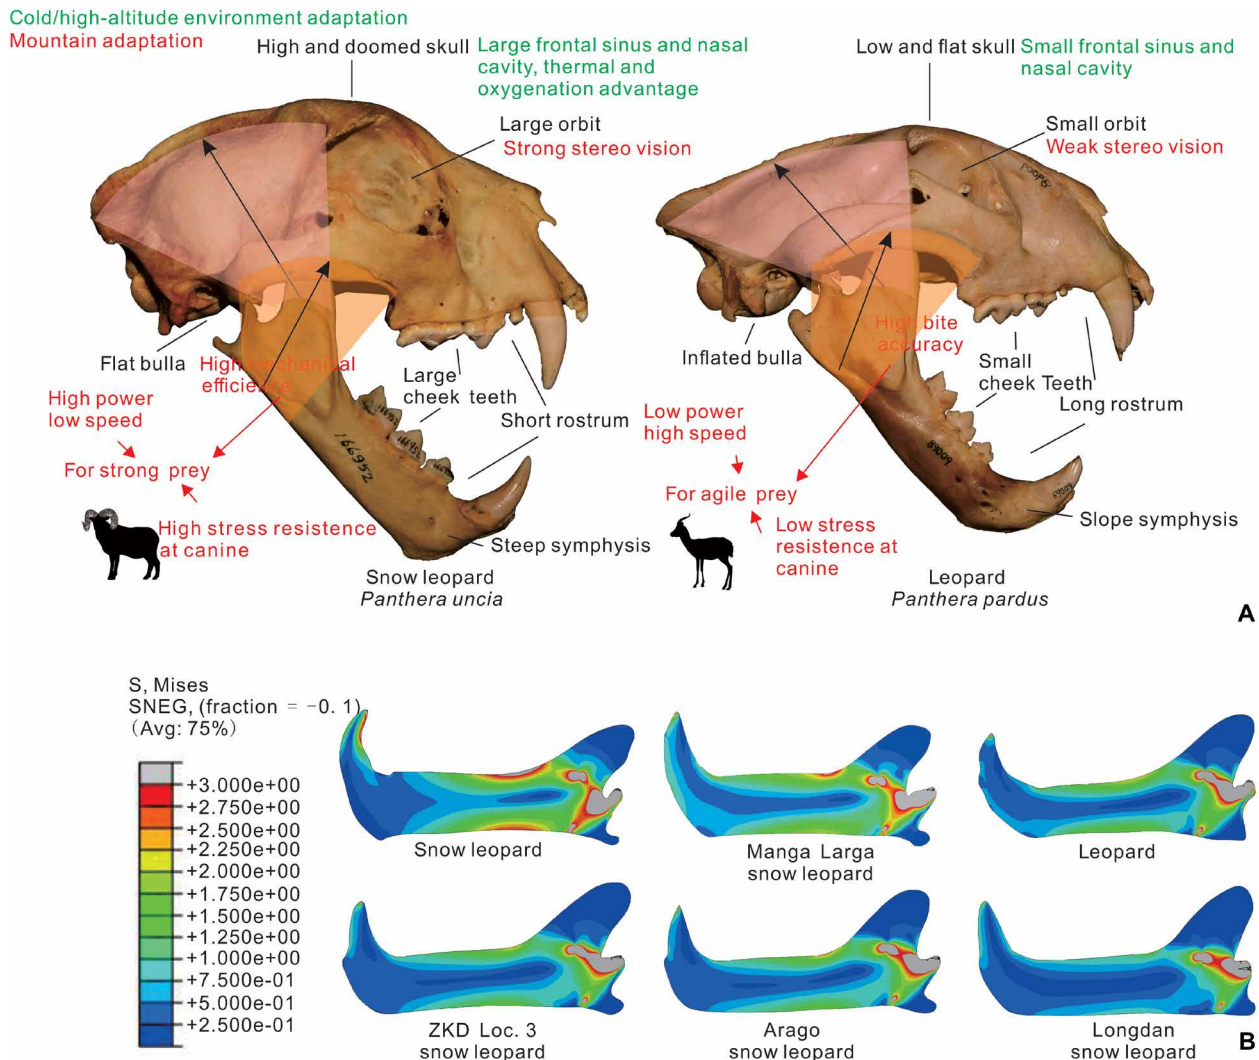 Cold/high-altitude environment adaptation
Mountain adaptation
High and doomed skull
Large frontal sinus and nasal
cavity, thermal and
oxygenation advantage
Large orbit
Strong stereo vision
Flat bulla
High mechanical
efficience
High power
low speed
For strong prey
High stress resistence
at canine
Large
cheek teeth
Short rostrum
Steep symphysis
166952
166952
Snow leopard
Panthera uncia
Low and flat skull
Small frontal sinus and
nasal cavity
Small orbit
Weak stereo vision
Inflated bulla
High bite
accuracy
Small
cheek Teeth
Long rostrum
Low power
high speed
For agile prey
Low stress
resistence at
canine
Slope symphysis
Leopard
Panthera pardus
A
S, Mises
SNEG, (fraction = -0.1)
(Avg: 75%)
+3.000e+00
+2.750e+00
+2.500e+00
+2.250e+00
+2.000e+00
+1.750e+00
+1.500e+00
+1.250e+00
+1.000e+00
+7.500e-01
+5.000e-01
+2.500e-01
Snow leopard
Manga Larga
snow leopard
Leopard
ZKD Loc. 3
snow leopard
Arago
snow leopard
Longdan
snow leopard
B